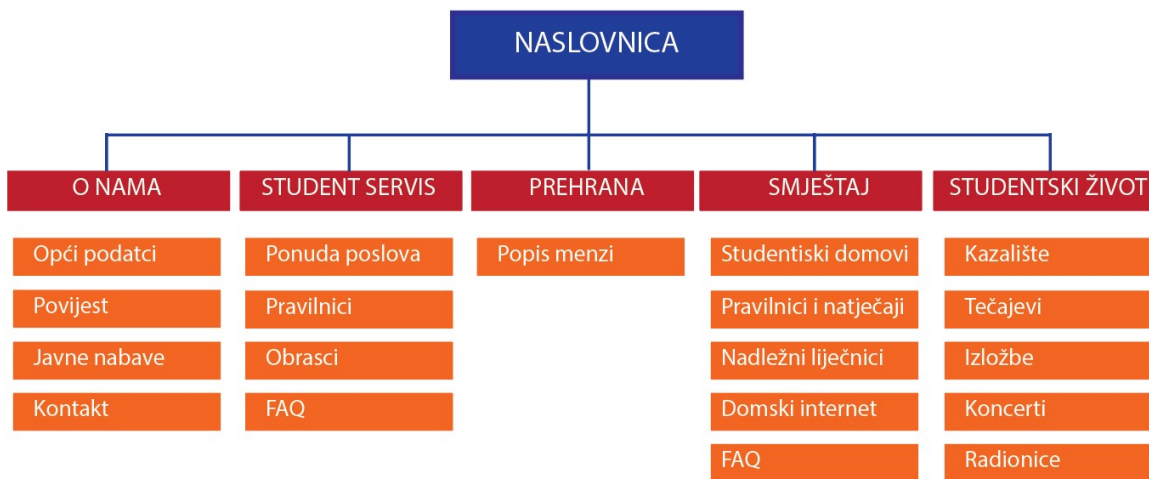 NASLOVNICA
O NAMA
STUDENT SERVIS
PREHRANA
SMJEŠTAJ
STUDENTSKI ŽIVOT
Opći podatci
Povijest
Javne nabave
Kontakt
Ponuda poslova
Pravilnici
Obrasci
FAQ
Popis menzi
Studentiski domovi
Pravilnici i natječaji
Nadležni liječnici
Domski internet
FAQ
Kazalište
Tečajevi
Izložbe
Koncerti
Radionice